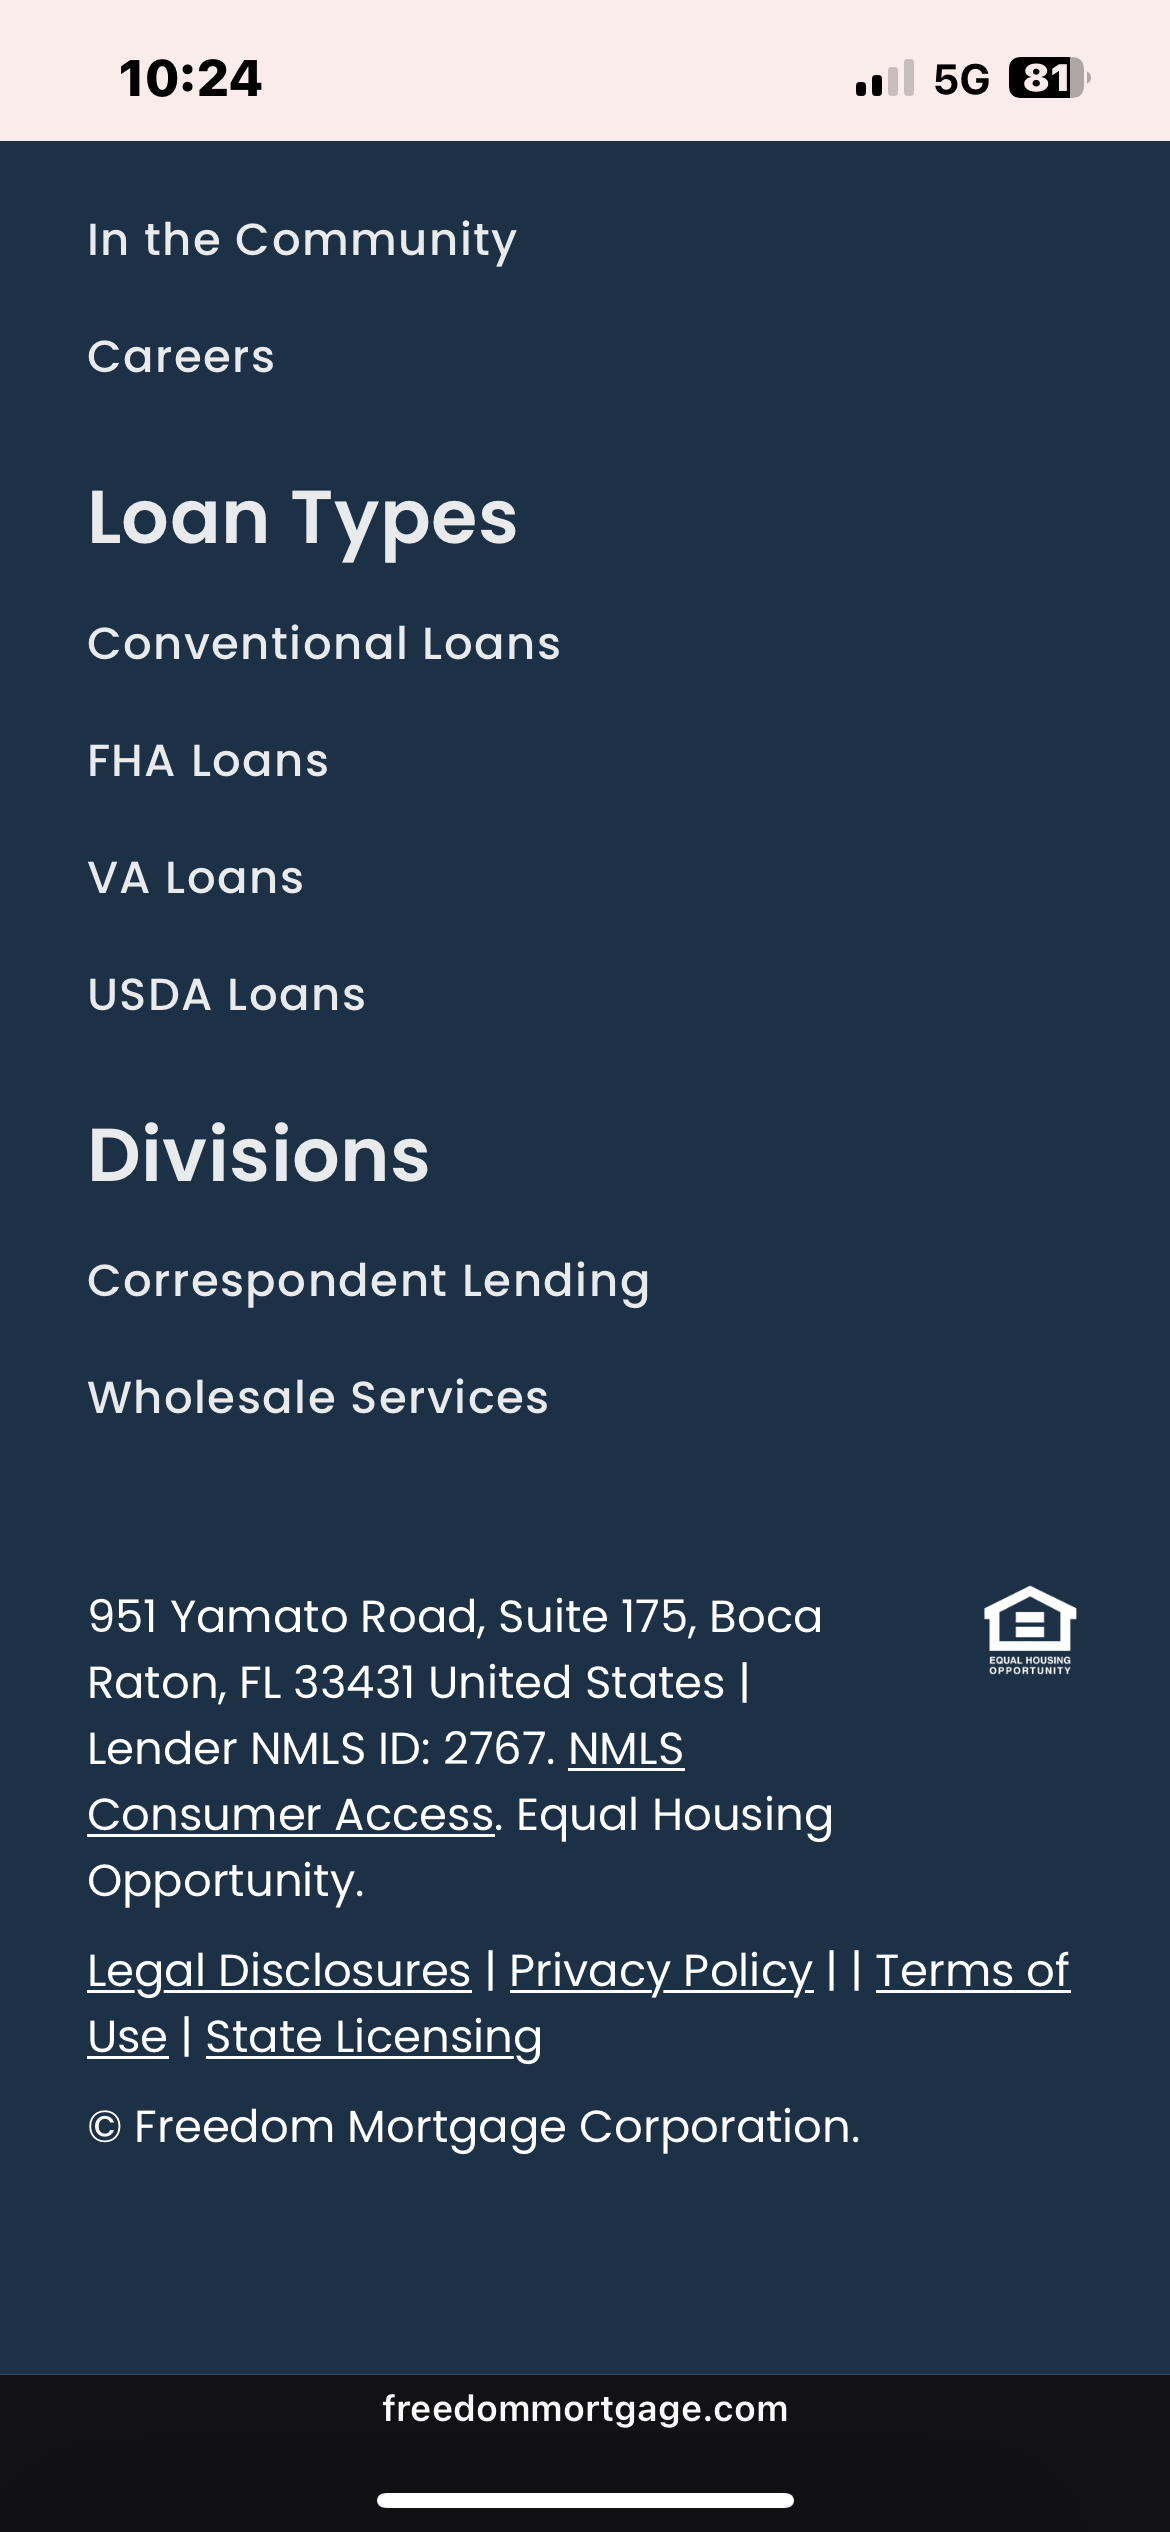 10:24 5G 81
In the Community
Careers
Loan Types
Conventional Loans
FHA Loans
VA Loans
USDA Loans
Divisions
Correspondent Lending
Wholesale Services
951 Yamato Road, Suite 175, Boca
Raton, FL 33431 United States |
Lender NMLS ID: 2767. NMLS
Consumer Access. Equal Housing
Opportunity.
EQUAL HOUSING
OPPORTUNITY
Legal Disclosures | Privacy Policy | | Terms of
Use | State Licensing
© Freedom Mortgage Corporation.
freedommortgage.com